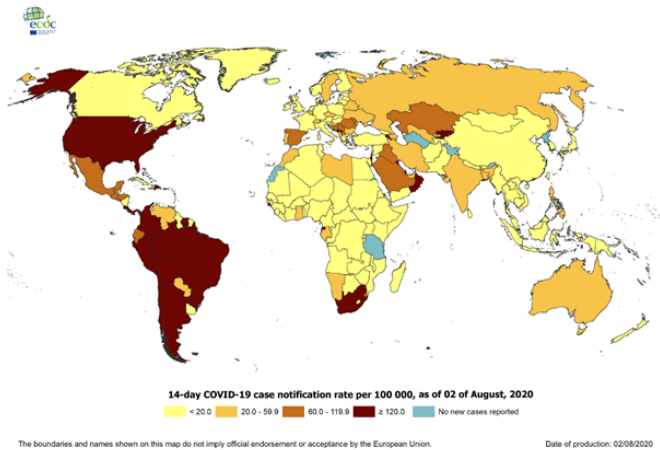 ecdc
14-day COVID-19 case notification rate per 100 000, as of 02 of August, 2020
< 20.0 20.0 - 59.9 60.0 - 119.9 ≥ 120.0 No new cases reported
The boundaries and names shown on this map do not imply official endorsement or acceptance by the European Union. Date of production: 02/08/2020